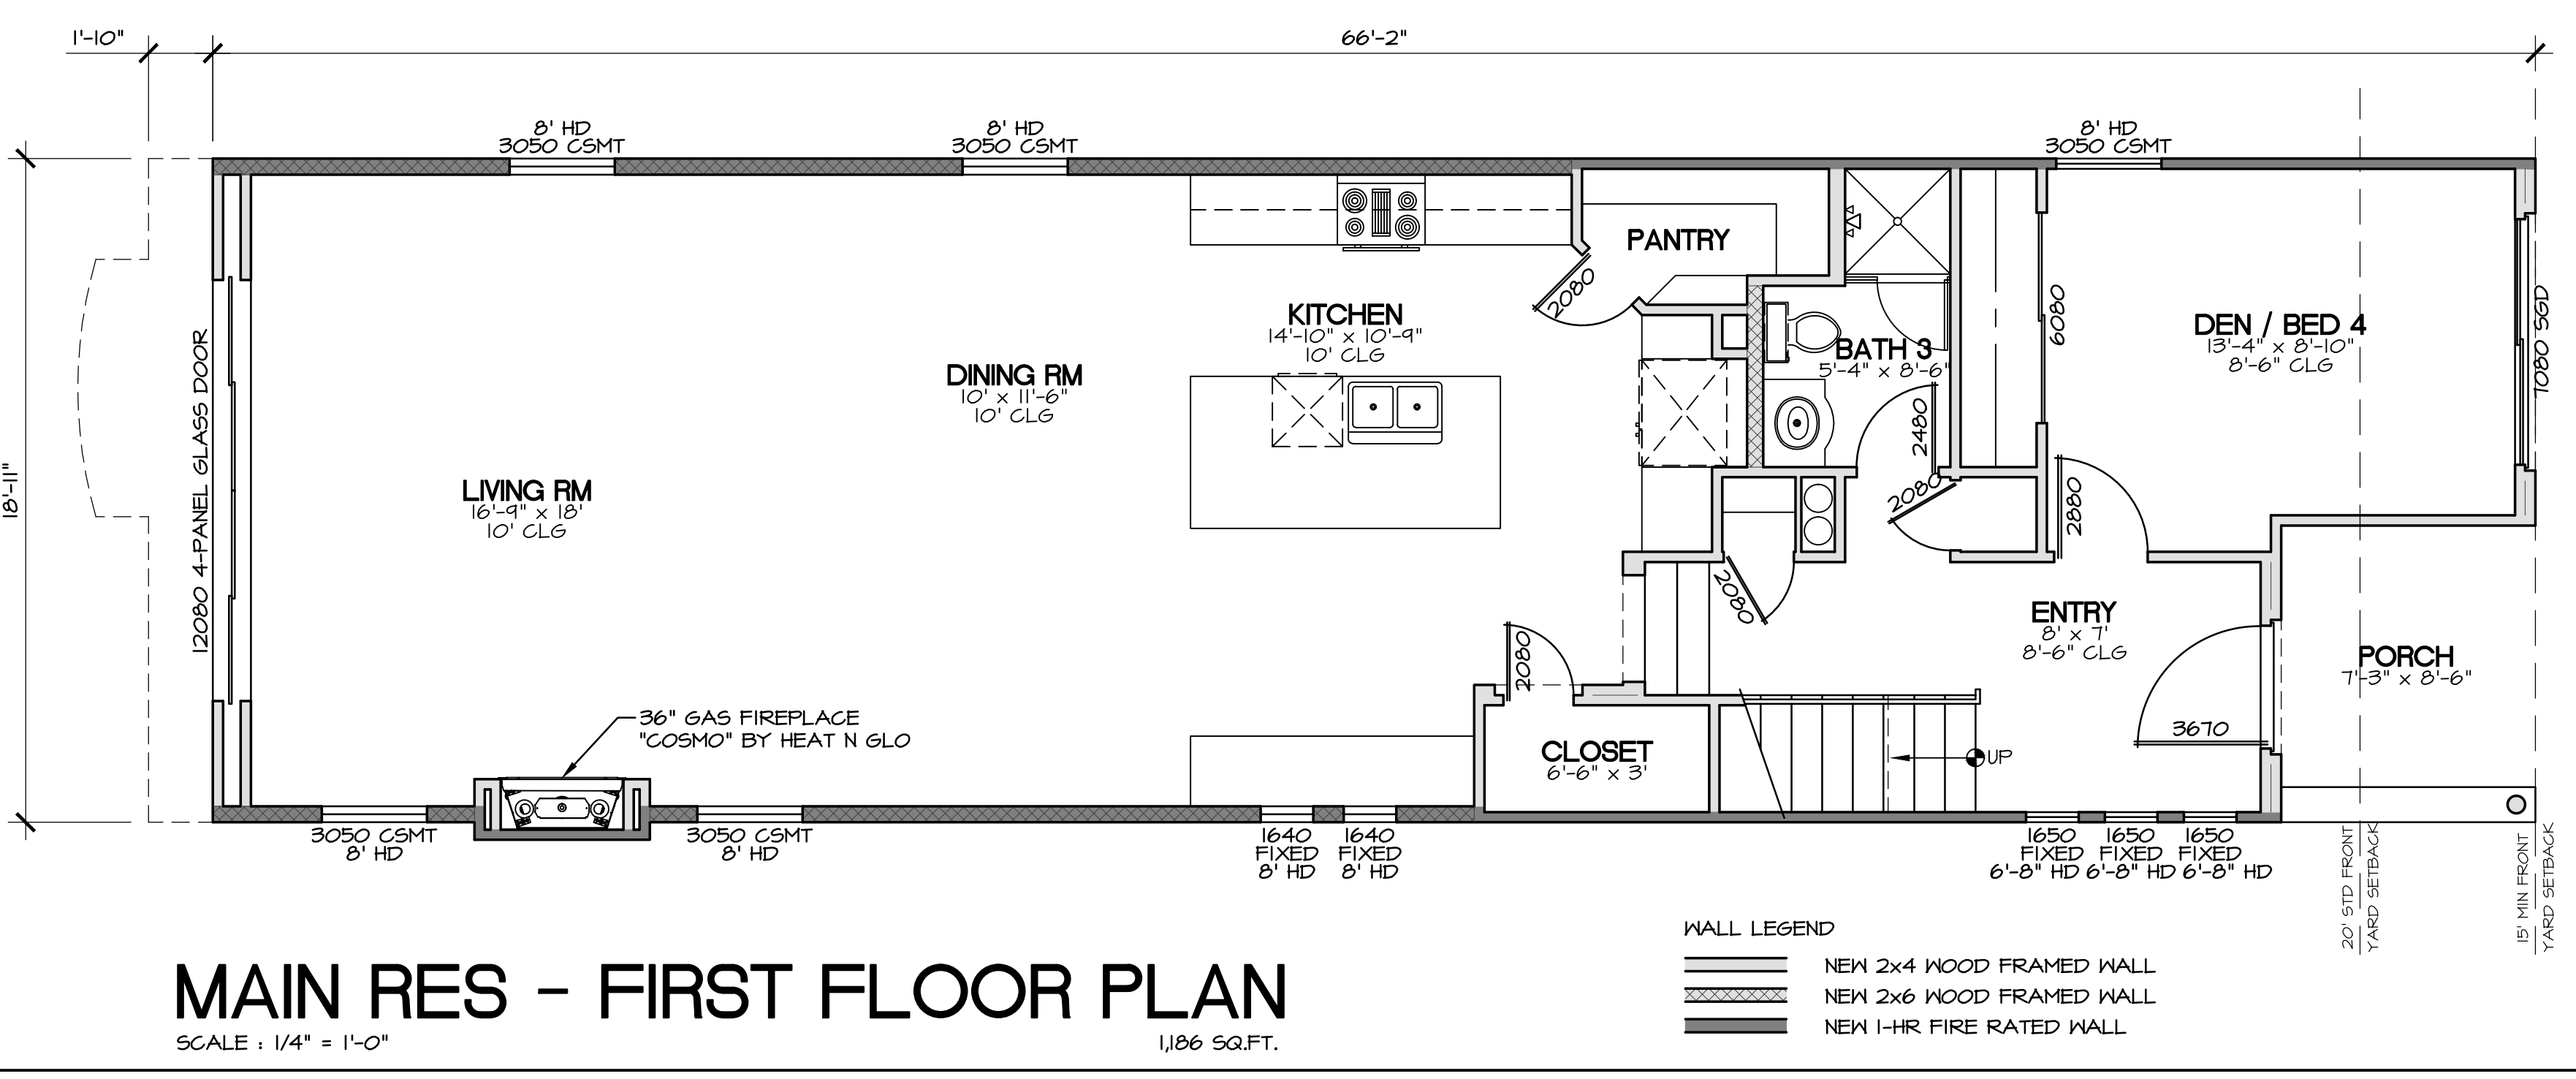 1'-10"
66'-2"
8' HD
3050 CSMT
8' HD
3050 CSMT
8' HD
3050 CSMT
18'-11"
12080 4-PANEL GLASS DOOR
LIVING RM
16'-9" x 18'
10' CLG
DINING RM
10' x 11'-6"
10' CLG
KITCHEN
14'-10" x 10'-9"
10' CLG
PANTRY
2080
BATH 3
5'-4" x 8'-6"
2480
2080
2080
6080
DEN / BED 4
13'-4" x 8'-10"
8'-6" CLG
7080 SGD
2880
ENTRY
8' x 7'
8'-6" CLG
3670
PORCH
7'-3" x 8'-6"
2080
CLOSET
6'-6" x 3'
UP
36" GAS FIREPLACE
"COSMO" BY HEAT N GLO
3050 CSMT
8' HD
3050 CSMT
8' HD
1640
FIXED
8' HD
1640
FIXED
8' HD
1650
FIXED
6'-8" HD
1650
FIXED
6'-8" HD
1650
FIXED
6'-8" HD
20' STD FRONT
YARD SETBACK
15' MIN FRONT
YARD SETBACK
WALL LEGEND
NEW 2x4 WOOD FRAMED WALL
NEW 2x6 WOOD FRAMED WALL
NEW 1-HR FIRE RATED WALL
MAIN RES - FIRST FLOOR PLAN
SCALE : 1/4" = 1'-0"
1,186 SQ.FT.